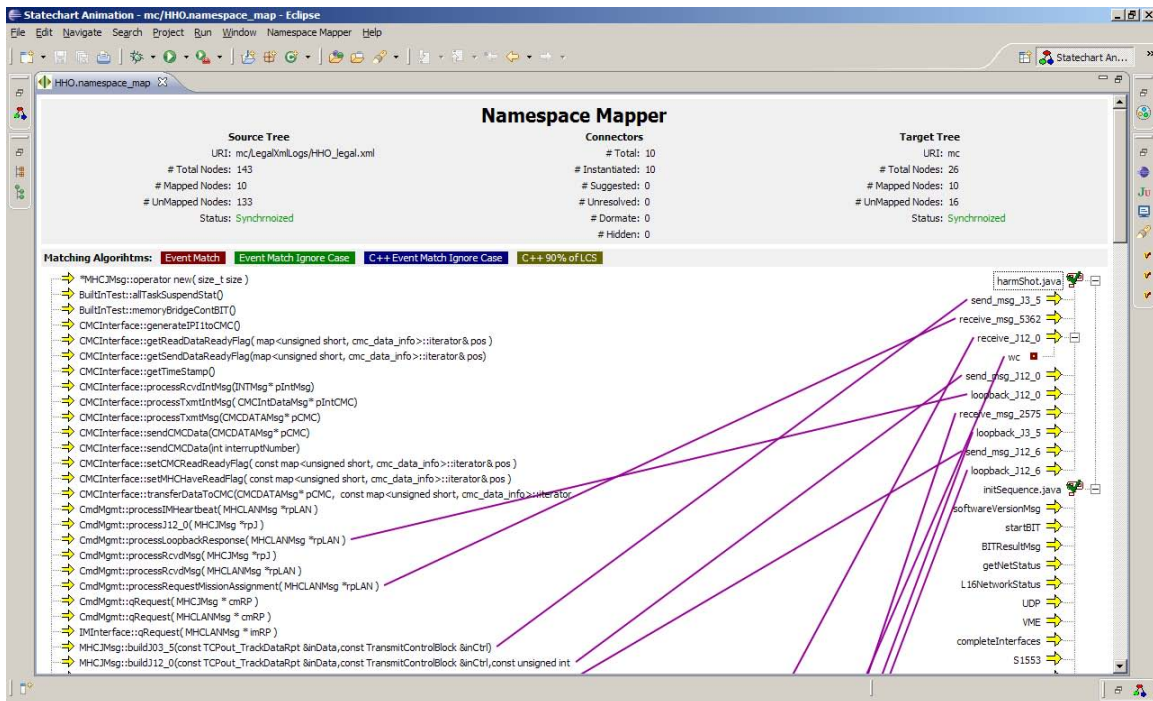 Statechart Animation - mc/HHO.namespace_map - Eclipse
File Edit Navigate Search Project Run Window Namespace Mapper Help
Statechart An... »
HHO.namespace_map
Namespace Mapper
Source Tree Connectors Target Tree
URI: mc/LegalXmlLogs/HHO_legal.xml # Total: 10 URI: mc
# Total Nodes: 143 # Instantiated: 10 # Total Nodes: 26
# Mapped Nodes: 10 # Suggested: 0 # Mapped Nodes: 10
# UnMapped Nodes: 133 # Unresolved: 0 # UnMapped Nodes: 16
Status: Synchrnoized # Dormate: 0 Status: Synchrnoized
# Hidden: 0
Matching Algorihtms: Event Match Event Match Ignore Case C++ Event Match Ignore Case C++ 90% of LCS
*MHCJMsg::operator new( size_t size )
BuiltInTest::allTaskSuspendStat()
BuiltInTest::memoryBridgeContBIT()
CMCInterface::generateIPI1toCMC()
CMCInterface::getReadDataReadyFlag( map<unsigned short, cmc_data_info>::iterator& pos )
CMCInterface::getSendDataReadyFlag(map<unsigned short, cmc_data_info>::iterator& pos)
CMCInterface::getTimeStamp()
CMCInterface::processRcvdIntMsg(INTMsg* pIntMsg)
CMCInterface::processTxmtIntMsg( CMCIntDataMsg* pIntCMC)
CMCInterface::processTxmtMsg(CMCDATAMsg* pCMC)
CMCInterface::sendCMCData(CMCDATAMsg* pCMC)
CMCInterface::sendCMCData(int interruptNumber)
CMCInterface::setCMCReadReadyFlag( const map<unsigned short, cmc_data_info>::iterator& pos )
CMCInterface::setMHCHaveReadFlag( const map<unsigned short, cmc_data_info>::iterator& pos )
CMCInterface::transferDataToCMC(CMCDATAMsg* pCMC, const map<unsigned short, cmc_data_info>::iterator
CmdMgmt::processIMHeartbeat( MHCLANMsg *rpLAN )
CmdMgmt::processJ12_0( MHCJMsg *rpJ )
CmdMgmt::processLoopbackResponse( MHCLANMsg *rpLAN )
CmdMgmt::processRcvdMsg( MHCJMsg *rpJ )
CmdMgmt::processRcvdMsg( MHCLANMsg *rpLAN )
CmdMgmt::processRequestMissionAssignment( MHCLANMsg *rpLAN )
CmdMgmt::qRequest( MHCJMsg * cmRP )
CmdMgmt::qRequest( MHCLANMsg * cmRP )
IMInterface::qRequest( MHCLANMsg * imRP )
MHCJMsg::buildJ03_5(const TCPout_TrackDataRpt &inData,const TransmitControlBlock &inCtrl)
MHCJMsg::buildJ12_0(const TCPout_TrackDataRpt &inData,const TransmitControlBlock &inCtrl,const unsigned int
harmShot.java
send_msg_J3_5
receive_msg_5362
receive_J12_0
wc
send_msg_J12_0
loopback_J12_0
receive_msg_2575
loopback_J3_5
send_msg_J12_6
loopback_J12_6
initSequence.java
softwareVersionMsg
startBIT
BITResultMsg
getNetStatus
L16NetworkStatus
UDP
VME
completeInterfaces
S1553
Ju